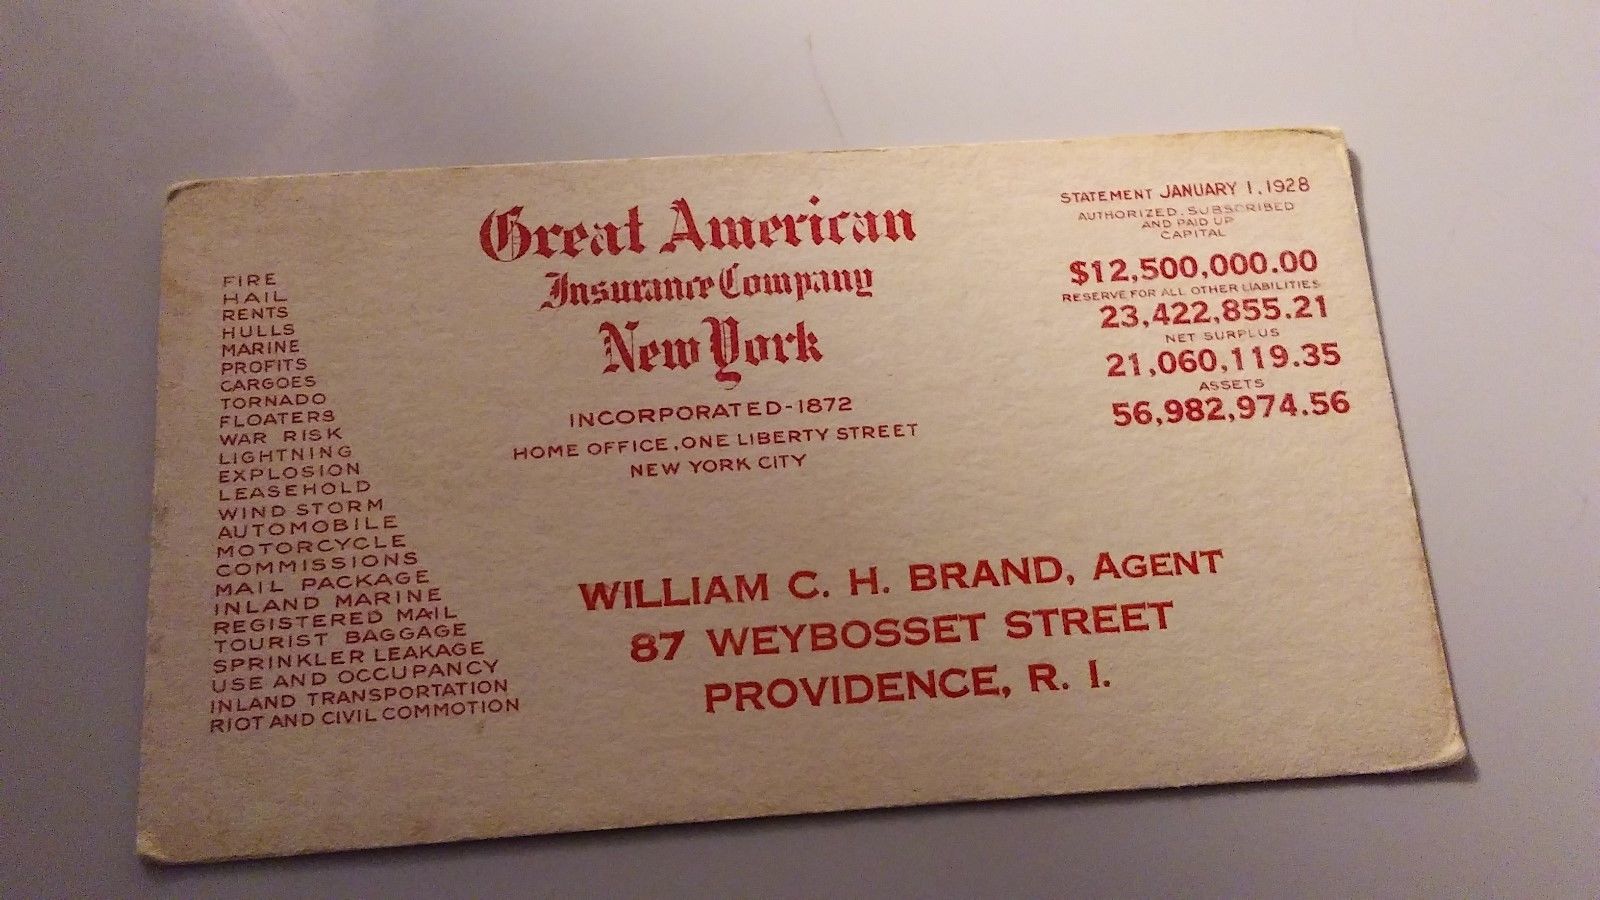 Great American
Insurance Company
New York
INCORPORATED-1872
HOME OFFICE, ONE LIBERTY STREET
NEW YORK CITY
STATEMENT JANUARY 1, 1928
AUTHORIZED, SUBSCRIBED
AND PAID UP
CAPITAL
$12,500,000.00
RESERVE FOR ALL OTHER LIABILITIES
23,422,855.21
NET SURPLUS
21,060,119.35
ASSETS
56,982,974.56
FIRE
HAIL
RENTS
HULLS
MARINE
PROFITS
CARGOES
TORNADO
FLOATERS
WAR RISK
LIGHTNING
EXPLOSION
LEASEHOLD
WIND STORM
AUTOMOBILE
MOTORCYCLE
COMMISSIONS
MAIL PACKAGE
INLAND MARINE
REGISTERED MAIL
TOURIST BAGGAGE
SPRINKLER LEAKAGE
USE AND OCCUPANCY
INLAND TRANSPORTATION
RIOT AND CIVIL COMMOTION
WILLIAM C. H. BRAND, AGENT
87 WEYBOSSET STREET
PROVIDENCE, R. I.